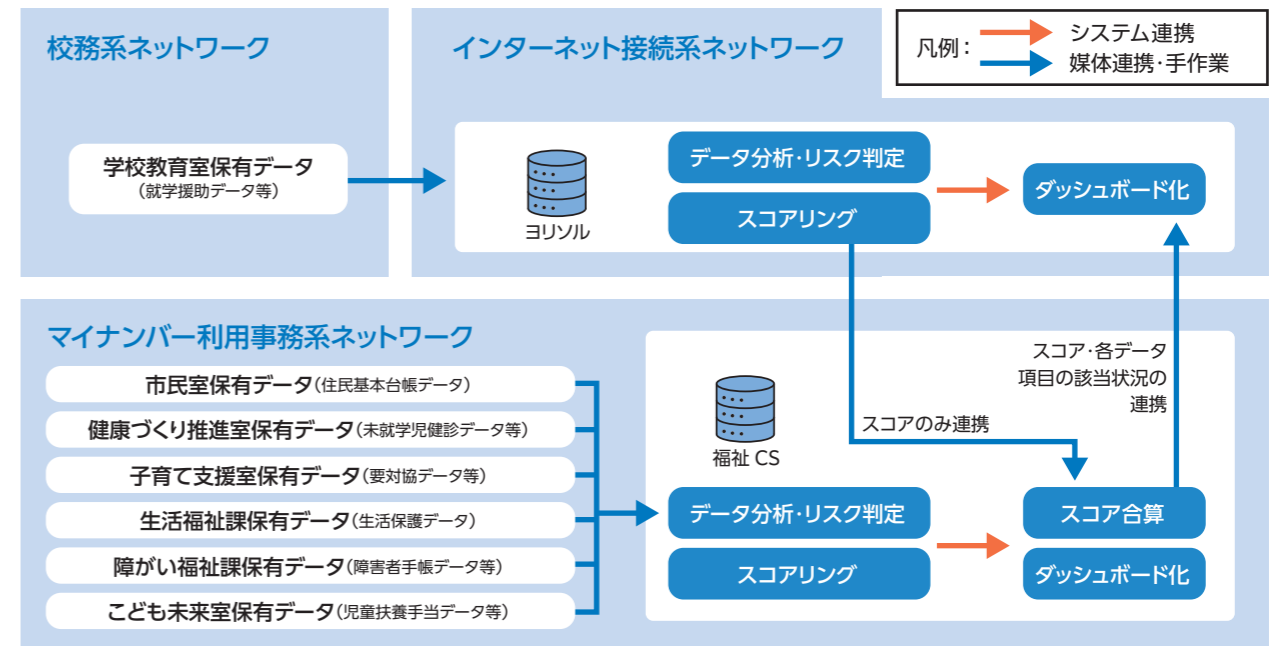 校務系ネットワーク
インターネット接続系ネットワーク
凡例：
システム連携
媒体連携・手作業
学校教育室保有データ
（就学援助データ等）
ヨリソル
データ分析・リスク判定
スコアリング
ダッシュボード化
マイナンバー利用事務系ネットワーク
市民室保有データ（住民基本台帳データ）
健康づくり推進室保有データ（未就学児健診データ等）
子育て支援室保有データ（要対協データ等）
生活福祉課保有データ（生活保護データ）
障がい福祉課保有データ（障害者手帳データ等）
こども未来室保有データ（児童扶養手当データ等）
福祉 CS
データ分析・リスク判定
スコアリング
スコアのみ連携
スコア・各データ
項目の該当状況の
連携
スコア合算
ダッシュボード化